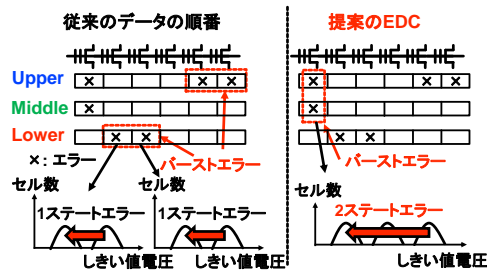 従来のデータの順番
Upper × × ×
Middle ×
Lower × ×
×: エラー
バーストエラー
セル数
セル数
1ステートエラー
1ステートエラー
しきい値電圧
しきい値電圧
提案のEDC
× × ×
×
× ×
バーストエラー
セル数
2ステートエラー
しきい値電圧